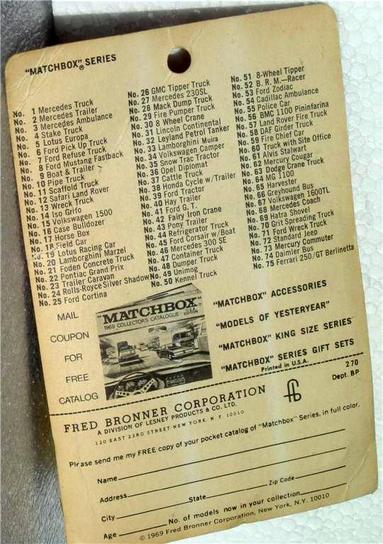 "MATCHBOX"® SERIES
No. 1 Mercedes Truck
No. 2 Mercedes Trailer
No. 3 Mercedes Ambulance
No. 4 Stake Truck
No. 5 Lotus Europa
No. 6 Ford Pick Up Truck
No. 7 Ford Refuse Truck
No. 8 Ford Mustang Fastback
No. 9 Boat & Trailer
No. 10 Pipe Truck
No. 11 Scaffold Truck
No. 12 Safari Land Rover
No. 13 Wreck Truck
No. 14 Iso Grifo
No. 15 Volkswagen 1500
No. 16 Case Bulldozer
No. 17 Horse Box
No. 18 Field Car
No. 19 Lotus Racing Car
No. 20 Lamborghini Marzel
No. 21 Foden Concrete Truck
No. 22 Pontiac Grand Prix
No. 23 Trailer Caravan
No. 24 Rolls-Royce Silver Shadow
No. 25 Ford Cortina
No. 26 GMC Tipper Truck
No. 27 Mercedes 230SL
No. 28 Mack Dump Truck
No. 29 Fire Pumper Truck
No. 30 8 Wheel Crane
No. 31 Lincoln Continental
No. 32 Leyland Petrol Tanker
No. 33 Lamborghini Muira
No. 34 Volkswagen Camper
No. 35 Snow Trac Tractor
No. 36 Opel Diplomat
No. 37 Cattle Truck
No. 38 Honda Cycle w/Trailer
No. 39 Ford Tractor
No. 40 Hay Trailer
No. 41 Ford G. T.
No. 42 Fairy Iron Crane
No. 43 Pony Trailer
No. 44 Refrigerator Truck
No. 45 Ford Corsair w/Boat
No. 46 Mercedes 300 SE
No. 47 Container Truck
No. 48 Dumper Truck
No. 49 Unimog
No. 50 Kennel Truck
No. 51 8-Wheel Tipper
No. 52 B. R. M.—Racer
No. 53 Ford Zodiac
No. 54 Cadillac Ambulance
No. 55 Police Car
No. 56 BMC 1100 Pininfarina
No. 57 Land Rover Fire Truck
No. 58 DAF Girder Truck
No. 59 Fire Chief Car
No. 60 Truck with Site Office
No. 61 Alvis Stalwart
No. 62 Mercury Cougar
No. 63 Dodge Crane Truck
No. 64 MG 1100
No. 65 Harvester
No. 66 Greyhound Bus
No. 67 Volkswagen 1600TL
No. 68 Mercedes Coach
No. 69 Hatra Shovel
No. 70 Grit Spreading Truck
No. 71 Ford Wreck Truck
No. 72 Standard Jeep
No. 73 Mercury Commuter
No. 74 Daimler Bus
No. 75 Ferrari 250/GT Berlinetta
MAIL
COUPON
FOR
FREE
CATALOG
MATCHBOX
1969 COLLECTOR'S CATALOGUE
"MATCHBOX" ACCESSORIES
"MODELS OF YESTERYEAR"
"MATCHBOX" KING SIZE SERIES
"MATCHBOX" SERIES GIFT SETS
Printed in U.S.A.
FRED BRONNER CORPORATION
A DIVISION OF LESNEY PRODUCTS & CO. LTD.
120 EAST 23RD STREET NEW YORK N. Y. 10010
fb
270
Dept. BP
Please send me my FREE copy of your pocket catalog of "Matchbox" Series, in full color.
Name
Address
City State Zip Code
Age No. of models now in your collection
© 1969 Fred Bronner Corporation, New York, N.Y. 10010